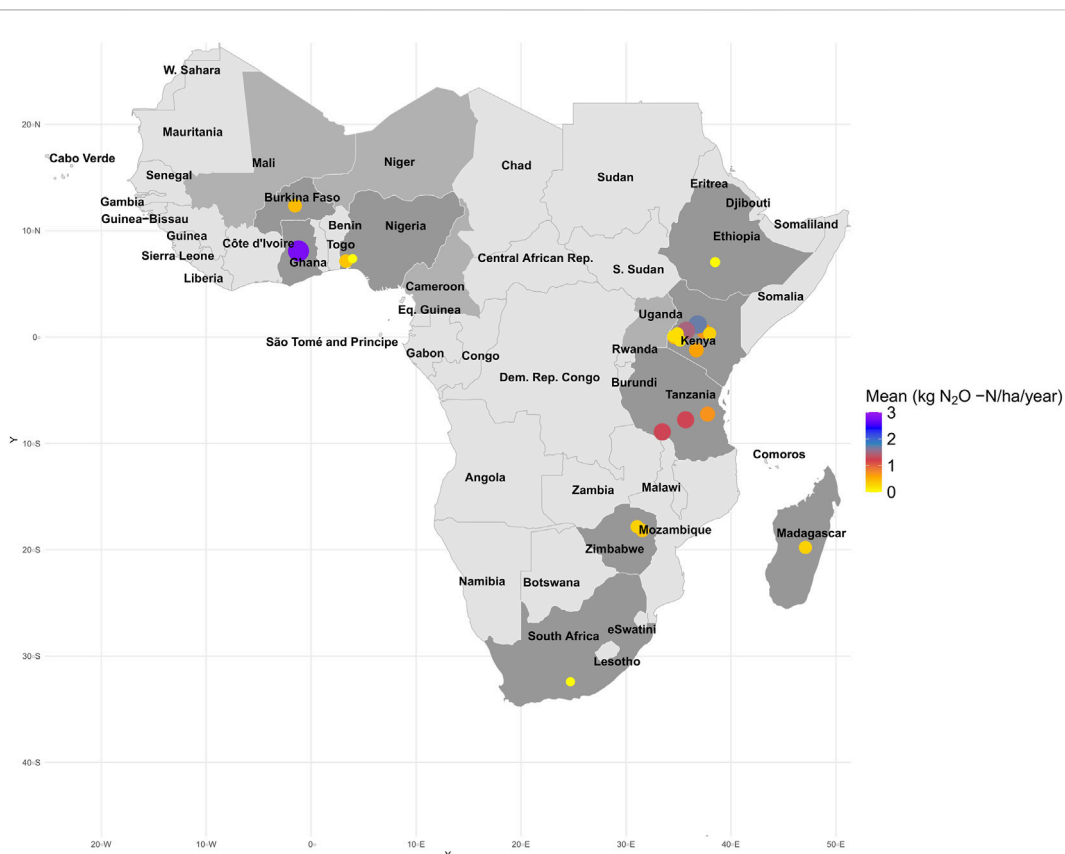 W. Sahara
20-N
Mauritania
Cabo Verde
Mali
Niger
Chad
Senegal
Sudan
Eritrea
Gambia
Burkina Faso
Djibouti
Guinea−Bissau
Benin
Nigeria
Somaliland
10-N
Guinea
Côte d'Ivoire
Togo
Ethiopia
Sierra Leone
Ghana
Central African Rep.
S. Sudan
Liberia
Cameroon
Somalia
Eq. Guinea
Uganda
0-
São Tomé and Principe
Kenya
Gabon
Congo
Rwanda
Dem. Rep. Congo
Burundi
Tanzania
Mean (kg N₂O −N/ha/year)
3
2
1
0
Y
10-S
Comoros
Angola
Zambia
Malawi
Mozambique
Madagascar
20-S
Zimbabwe
Namibia
Botswana
eSwatini
South Africa
30-S
Lesotho
40-S
20-W
10-W
0-
10-E
20-E
30-E
40-E
50-E